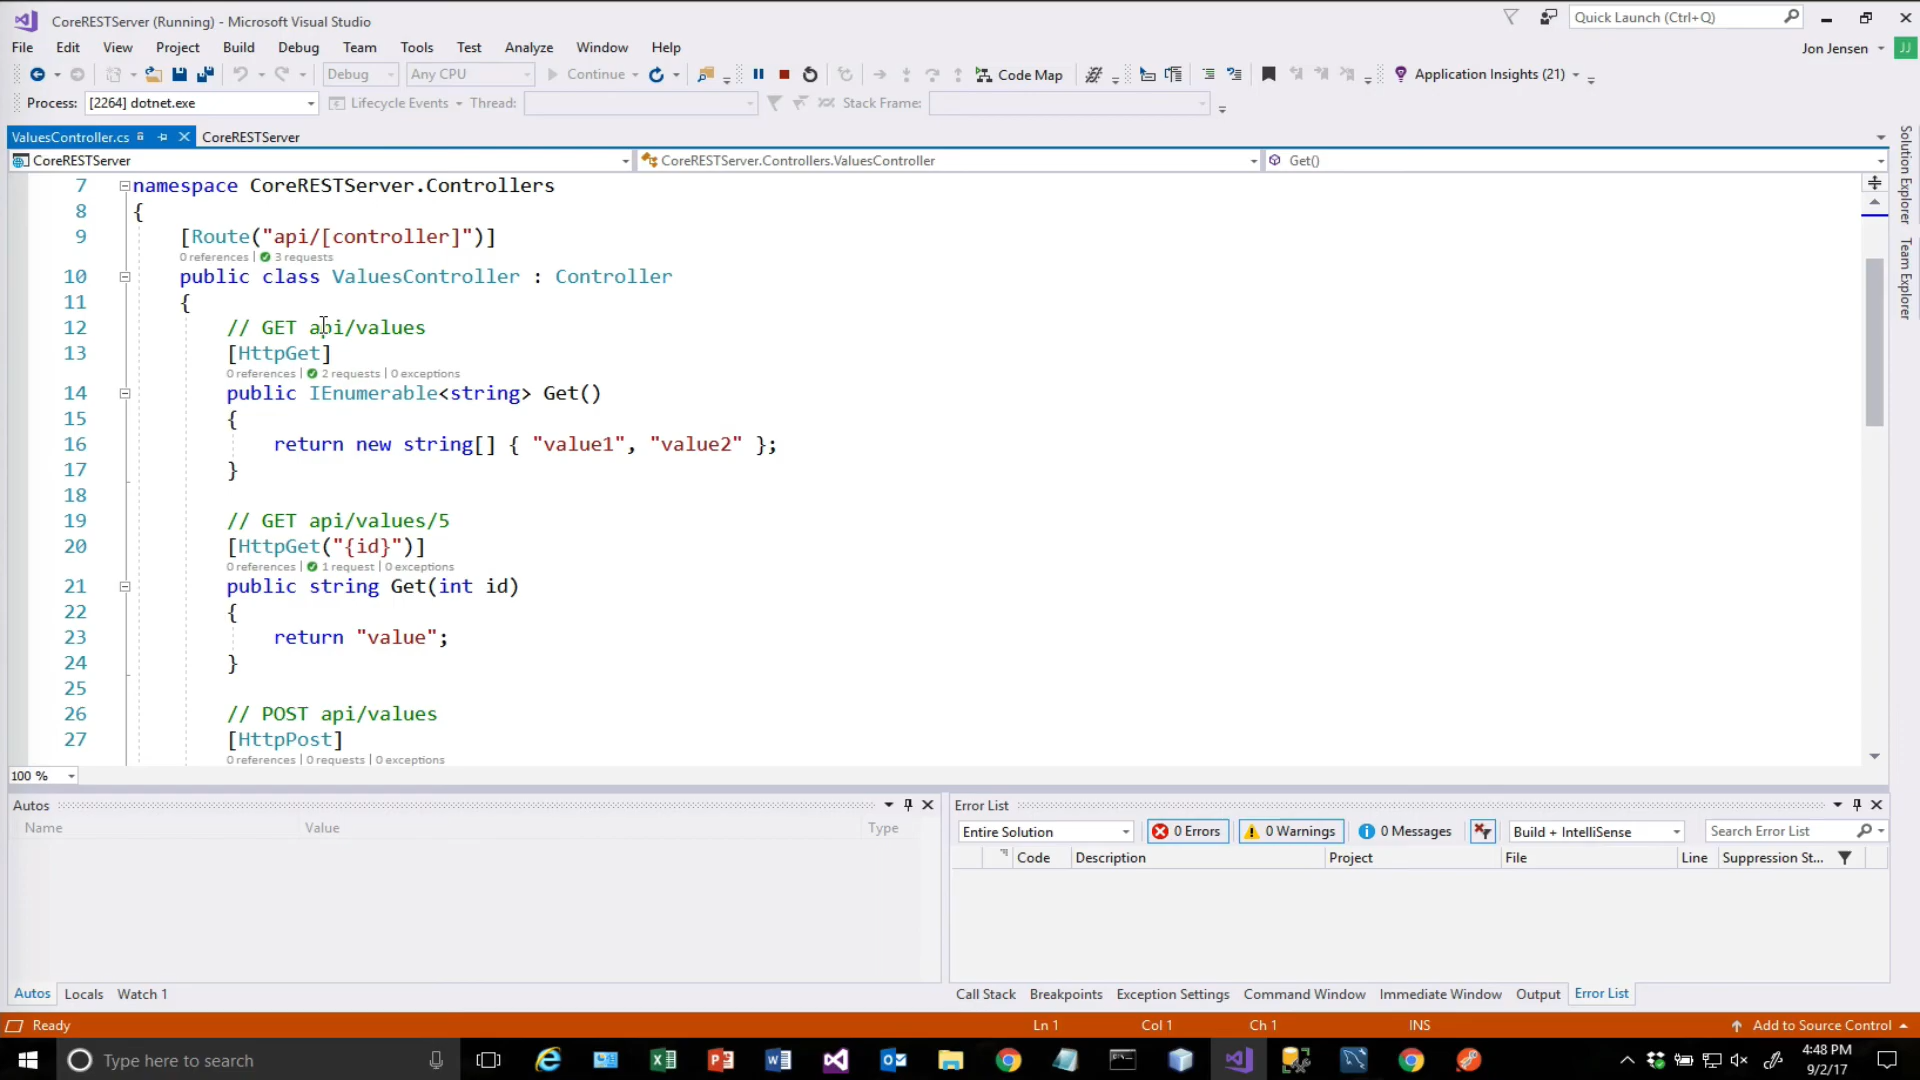 CoreRESTServer (Running) - Microsoft Visual Studio
Quick Launch (Ctrl+Q)
File Edit View Project Build Debug Team Tools Test Analyze Window Help
Jon Jensen JJ
Debug Any CPU Continue Code Map Application Insights (21)
Process: [2264] dotnet.exe Lifecycle Events Thread: Stack Frame:
ValuesController.cs CoreRESTServer
CoreRESTServer CoreRESTServer.Controllers.ValuesController Get()
Solution Explorer
Team Explorer
7 namespace CoreRESTServer.Controllers
8 {
9 [Route("api/[controller]")]
0 references | 3 requests
10 public class ValuesController : Controller
11 {
12 // GET api/values
13 [HttpGet]
0 references | 2 requests | 0 exceptions
14 public IEnumerable<string> Get()
15 {
16 return new string[] { "value1", "value2" };
17 }
18
19 // GET api/values/5
20 [HttpGet("{id}")]
0 references | 1 request | 0 exceptions
21 public string Get(int id)
22 {
23 return "value";
24 }
25
26 // POST api/values
27 [HttpPost]
0 references | 0 requests | 0 exceptions
100 %
Autos
Name Value Type
Error List
Entire Solution 0 Errors 0 Warnings 0 Messages Build + IntelliSense Search Error List
Code Description Project File Line Suppression St...
Autos Locals Watch 1
Call Stack Breakpoints Exception Settings Command Window Immediate Window Output Error List
Ready Ln 1 Col 1 Ch 1 INS Add to Source Control
Type here to search
4:48 PM
9/2/17